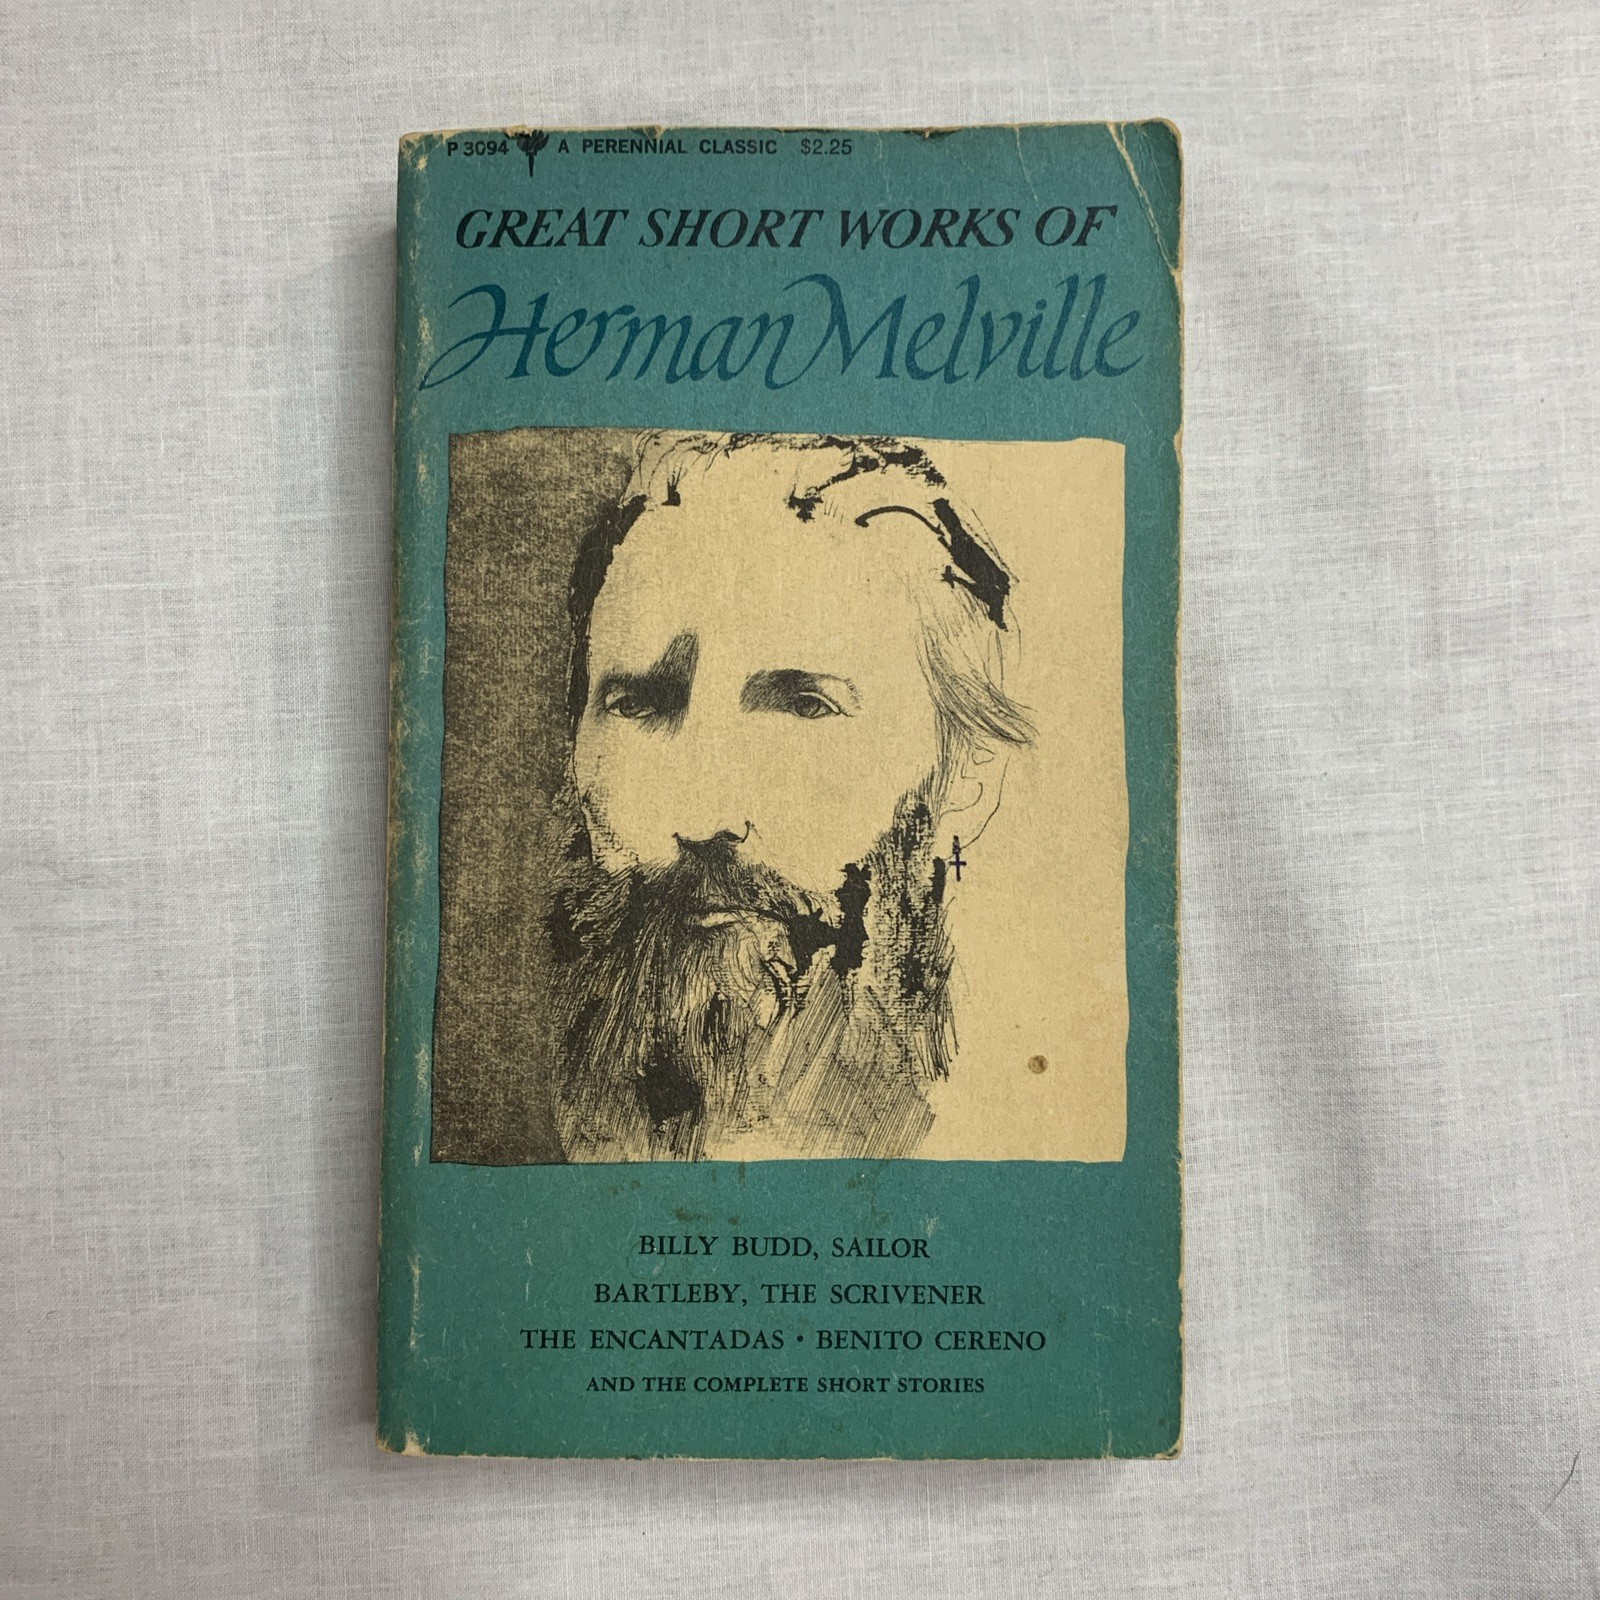 P 3094 A PERENNIAL CLASSIC $2.25
GREAT SHORT WORKS OF
Herman Melville
BILLY BUDD, SAILOR
BARTLEBY, THE SCRIVENER
THE ENCANTADAS • BENITO CERENO
AND THE COMPLETE SHORT STORIES